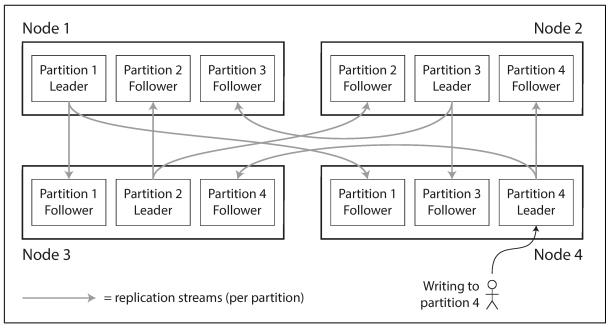 Node 1
Node 2
Partition 1
Leader
Partition 2
Follower
Partition 3
Follower
Partition 2
Follower
Partition 3
Leader
Partition 4
Follower
Partition 1
Follower
Partition 2
Leader
Partition 4
Follower
Partition 1
Follower
Partition 3
Follower
Partition 4
Leader
Node 3
Node 4
Writing to
partition 4
= replication streams (per partition)